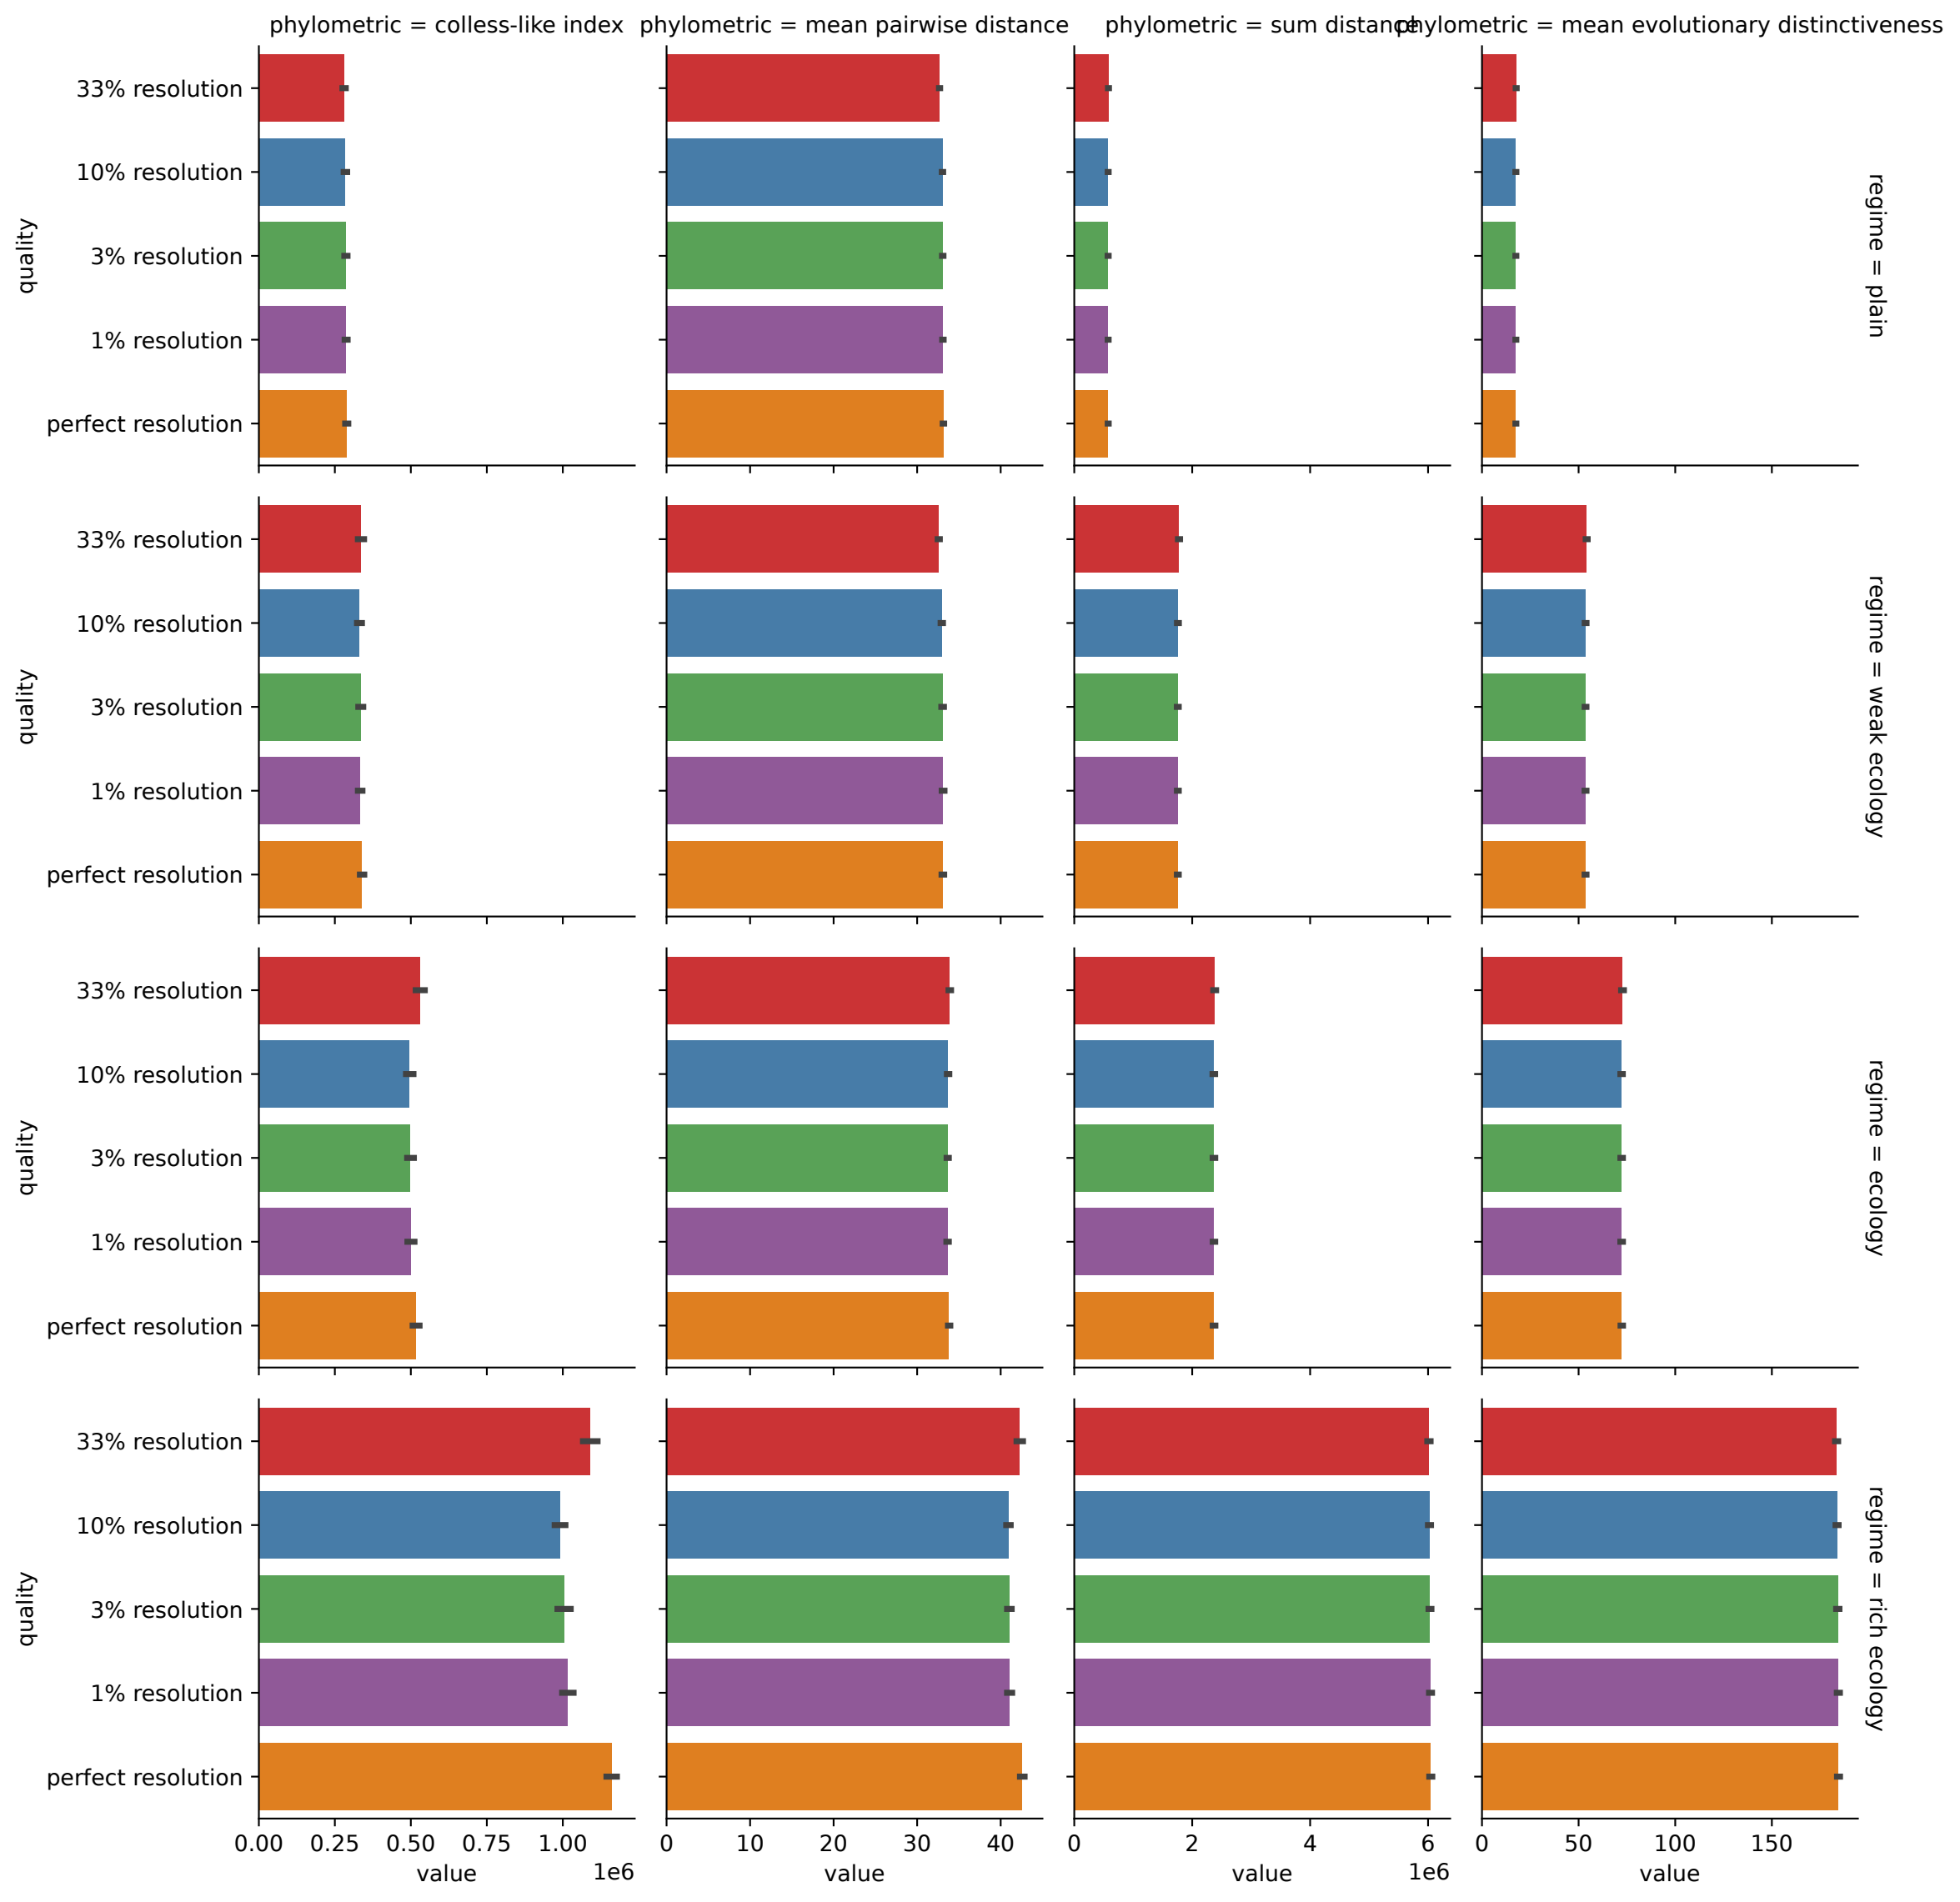 phylometric = colless-like index
phylometric = mean pairwise distance
phylometric = sum distance
phylometric = mean evolutionary distinctiveness
quality
33% resolution
10% resolution
3% resolution
1% resolution
perfect resolution
regime = plain
quality
33% resolution
10% resolution
3% resolution
1% resolution
perfect resolution
regime = weak ecology
quality
33% resolution
10% resolution
3% resolution
1% resolution
perfect resolution
regime = ecology
quality
33% resolution
10% resolution
3% resolution
1% resolution
perfect resolution
regime = rich ecology
0.00 0.25 0.50 0.75 1.00
1e6
value
0 10 20 30 40
value
0 2 4 6
1e6
value
0 50 100 150
value